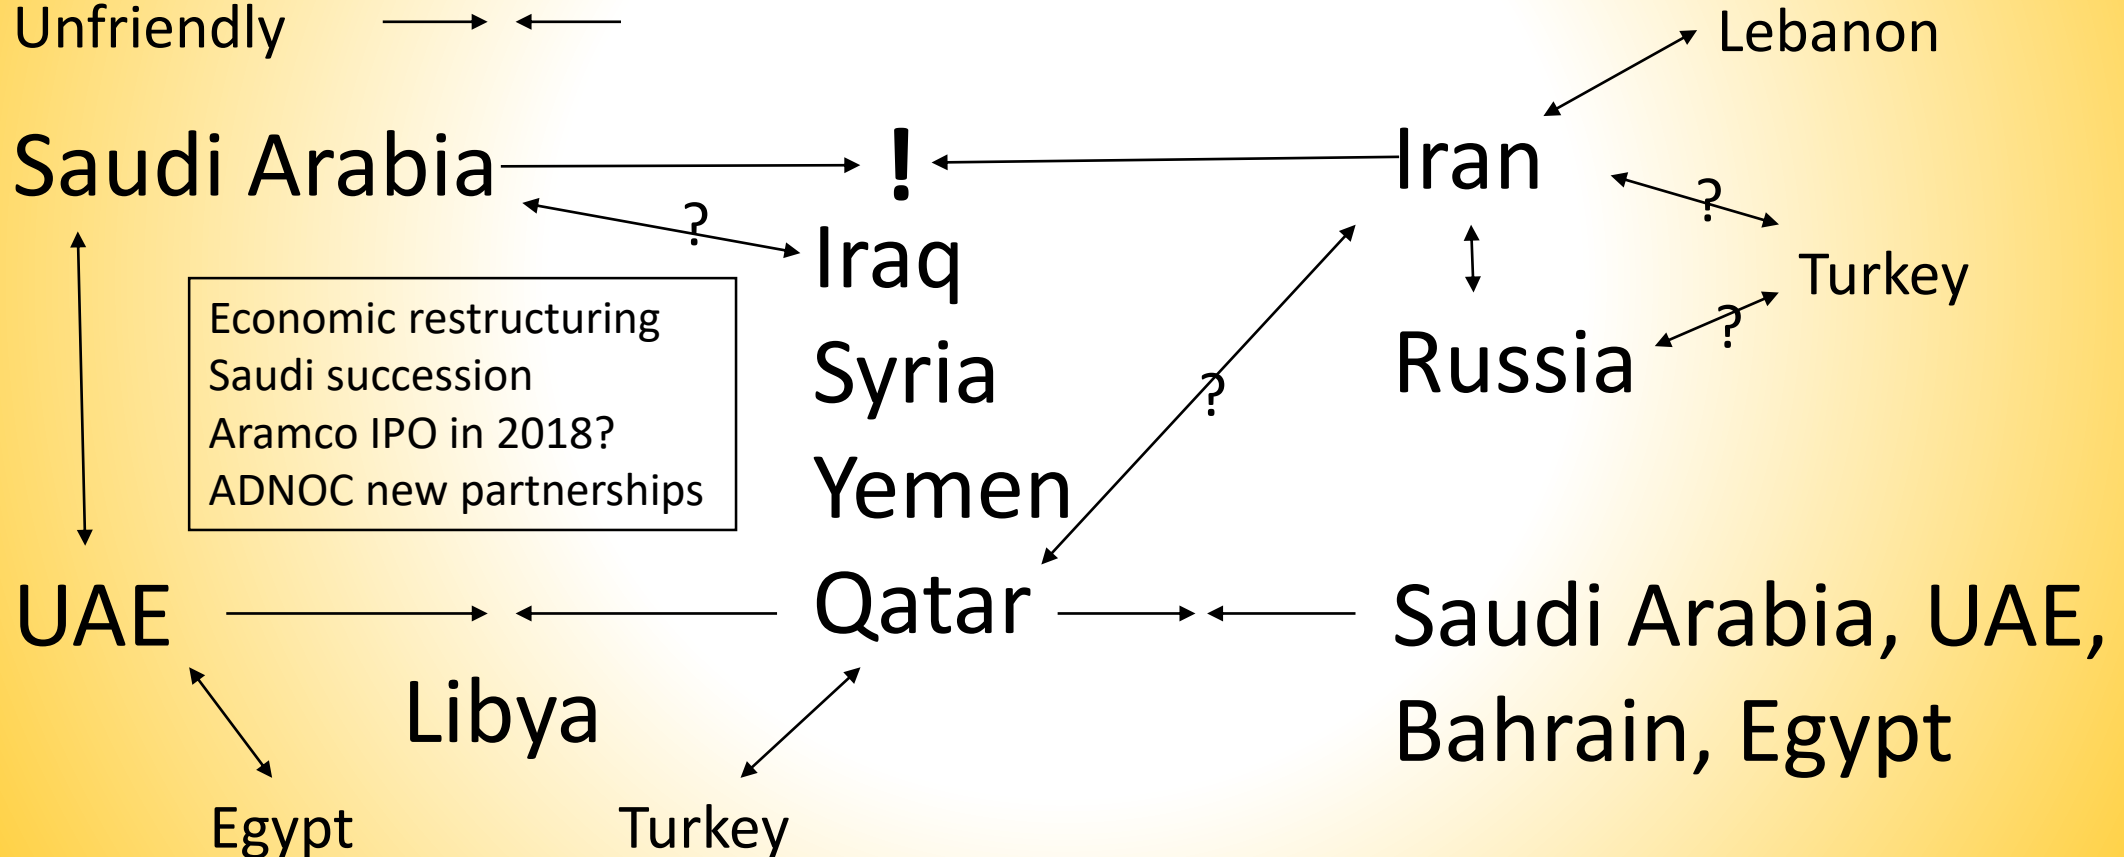 Unfriendly
Lebanon
Saudi Arabia
!
Iran
?
?
Iraq
Turkey
Economic restructuring
Saudi succession
Aramco IPO in 2018?
ADNOC new partnerships
Syria
?
Russia
?
Yemen
UAE
Qatar
Saudi Arabia, UAE,
Bahrain, Egypt
Libya
Egypt
Turkey